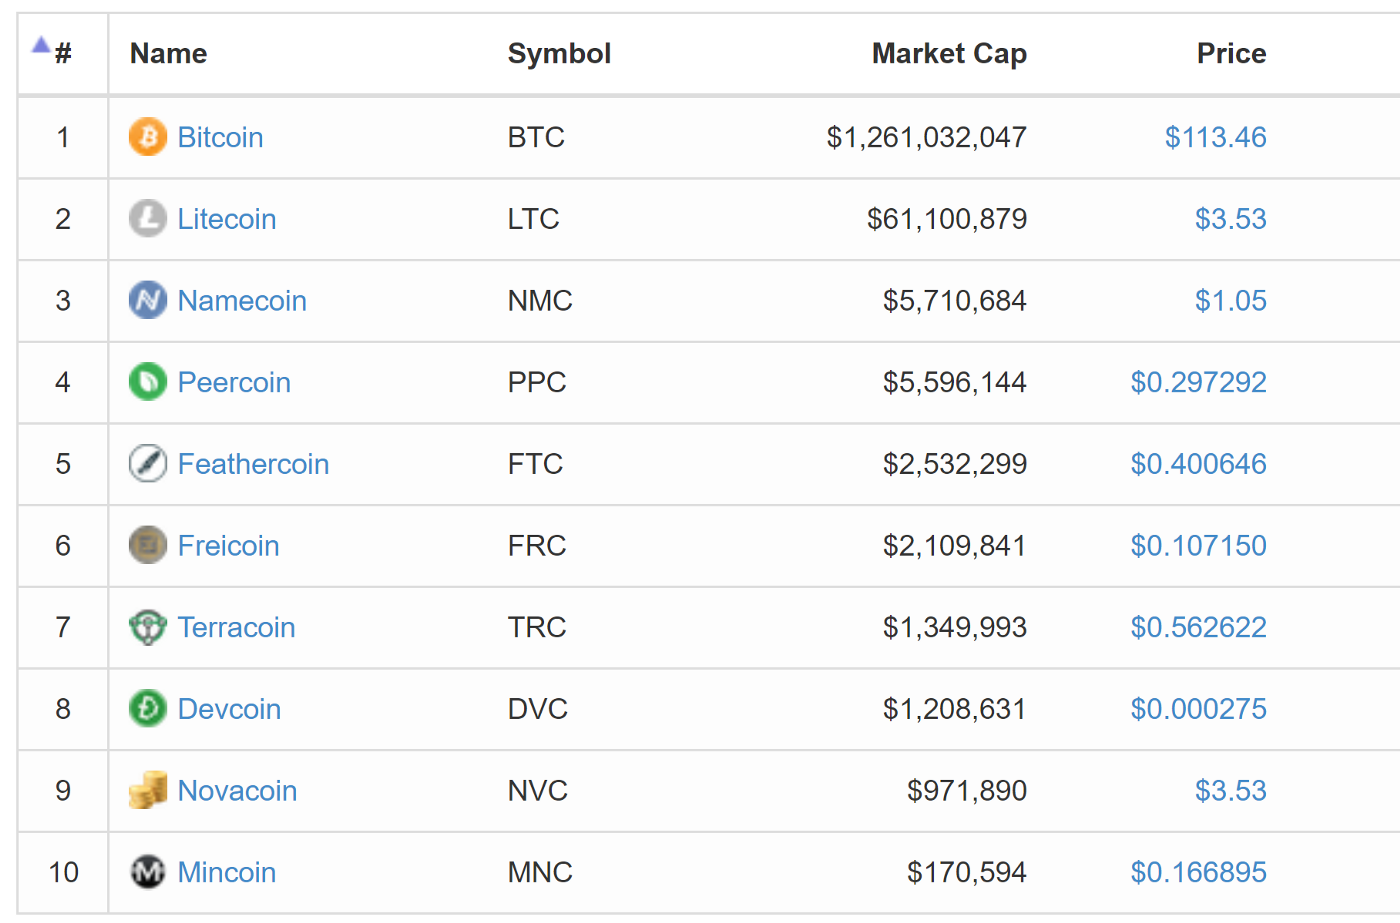 # Name Symbol Market Cap Price
1 Bitcoin BTC $1,261,032,047 $113.46
2 Litecoin LTC $61,100,879 $3.53
3 Namecoin NMC $5,710,684 $1.05
4 Peercoin PPC $5,596,144 $0.297292
5 Feathercoin FTC $2,532,299 $0.400646
6 Freicoin FRC $2,109,841 $0.107150
7 Terracoin TRC $1,349,993 $0.562622
8 Devcoin DVC $1,208,631 $0.000275
9 Novacoin NVC $971,890 $3.53
10 Mincoin MNC $170,594 $0.166895